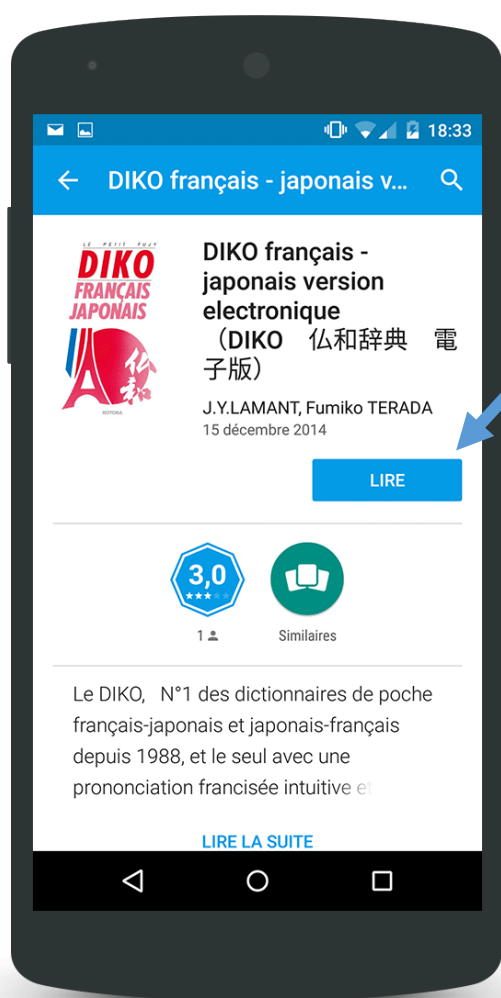 18:33
DIKO français - japonais v...
LE PETIT FUJY
DIKO
FRANÇAIS
JAPONAIS
仏和
DIKO français -
japonais version
electronique
（DIKO　仏和辞典　電
子版）
J.Y.LAMANT, Fumiko TERADA
15 décembre 2014
LIRE
3,0
1
Similaires
Le DIKO,　N°1 des dictionnaires de poche
français-japonais et japonais-français
depuis 1988, et le seul avec une
prononciation francisée intuitive et
LIRE LA SUITE